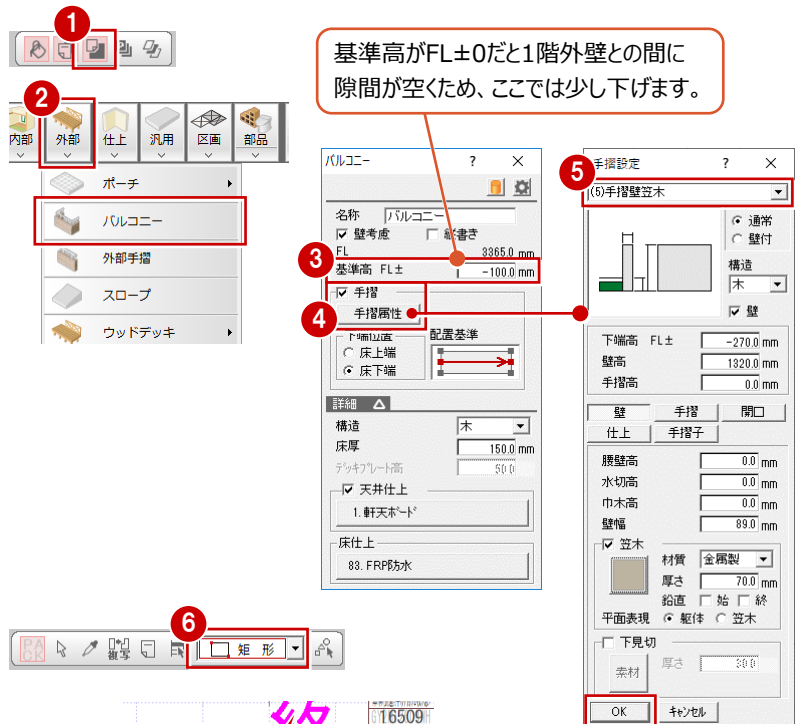 1
基準高がFL±0だと1階外壁との間に
隙間が空くため、ここでは少し下げます。
2
内部 外部 仕上 汎用 区画 部品
ポーチ
バルコニー
外部手摺
スロープ
ウッドデッキ
バルコニー ? ×
名称 バルコニー
壁考慮 縦書き
FL 3365.0 mm
3
基準高 FL± -100.0 mm
手摺
4
手摺属性
下端位置 配置基準
床上端
床下端
詳細
構造 木
床厚 150.0 mm
デッキプレート高 50.0
天井仕上
1. 軒天ボード
床仕上
83. FRP防水
5
手摺設定 ? ×
(5)手摺壁笠木
通常
壁付
構造
木
壁
下端高 FL± -270.0 mm
壁高 1320.0 mm
手摺高 0.0 mm
壁 手摺 開口
仕上 手摺子
腰壁高 0.0 mm
水切高 0.0 mm
巾木高 0.0 mm
壁幅 89.0 mm
笠木
材質 金属製
厚さ 70.0 mm
鉛直 始 終
平面表現 躯体 笠木
下見切
素材 厚さ 30.0
OK キャンセル
6
PACK 複写 矩形
16509